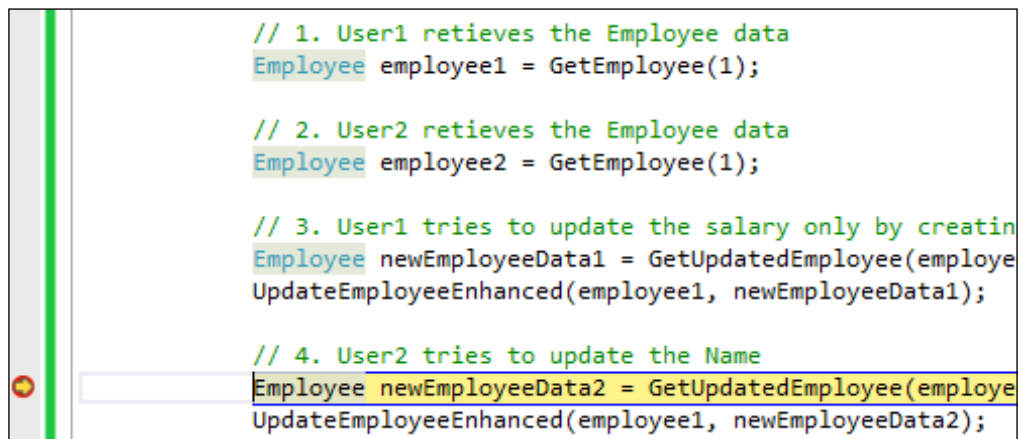 // 1. User1 retieves the Employee data
Employee employee1 = GetEmployee(1);
// 2. User2 retieves the Employee data
Employee employee2 = GetEmployee(1);
// 3. User1 tries to update the salary only by creatin
Employee newEmployeeData1 = GetUpdatedEmployee(employe
UpdateEmployeeEnhanced(employee1, newEmployeeData1);
// 4. User2 tries to update the Name
Employee newEmployeeData2 = GetUpdatedEmployee(employe
UpdateEmployeeEnhanced(employee1, newEmployeeData2);